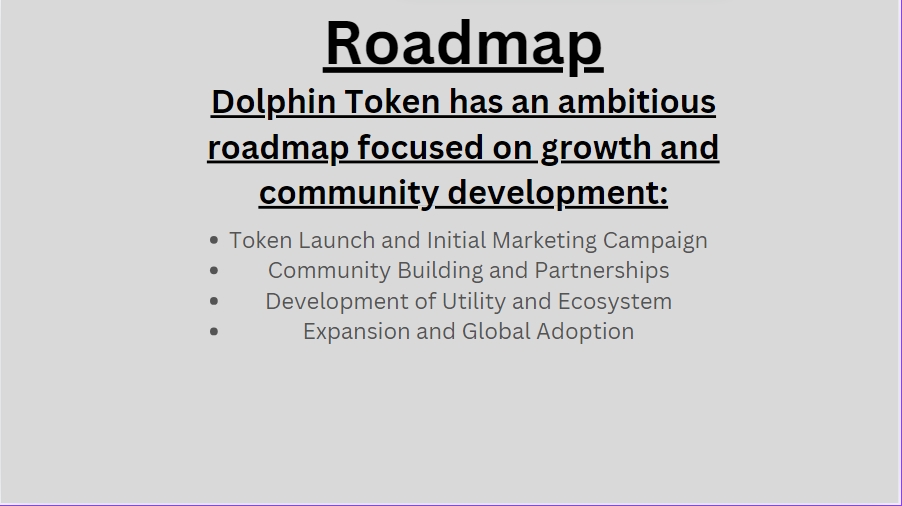 Roadmap
Dolphin Token has an ambitious
roadmap focused on growth and
community development:
• Token Launch and Initial Marketing Campaign
• Community Building and Partnerships
• Development of Utility and Ecosystem
• Expansion and Global Adoption